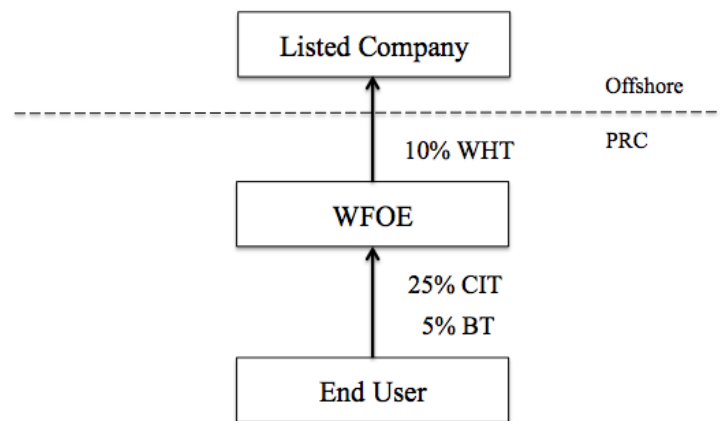 Listed Company
Offshore
PRC
10% WHT
WFOE
25% CIT
5% BT
End User